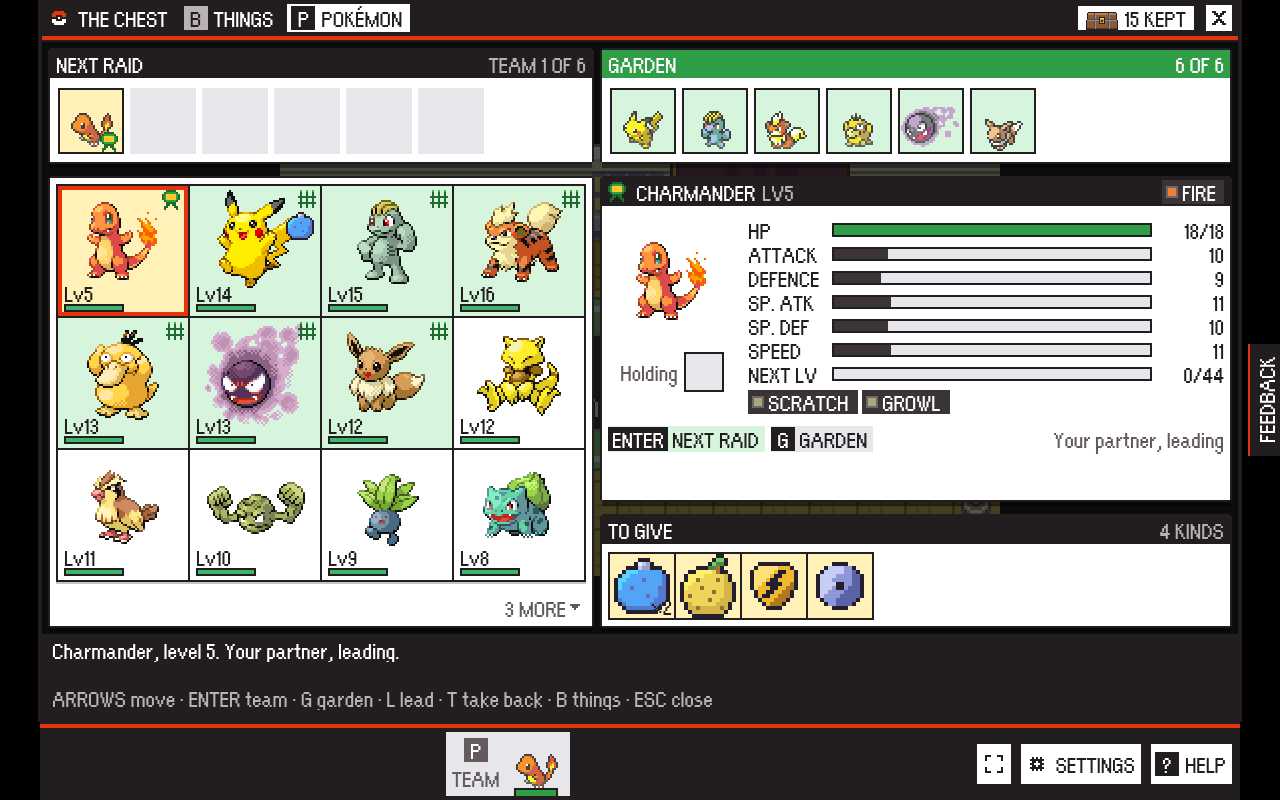 THE CHEST B THINGS P POKÉMON 15 KEPT X
NEXT RAID TEAM 1 OF 6
GARDEN 6 OF 6
Lv5 Lv14 Lv15 Lv16
Lv13 Lv13 Lv12 Lv12
Lv11 Lv10 Lv9 Lv8
3 MORE
CHARMANDER LV5 FIRE
HP 18/18
ATTACK 10
DEFENCE 9
SP. ATK 11
SP. DEF 10
SPEED 11
NEXT LV 0/44
Holding
SCRATCH GROWL
ENTER NEXT RAID G GARDEN Your partner, leading
TO GIVE 4 KINDS
×2
Charmander, level 5. Your partner, leading.
ARROWS move · ENTER team · G garden · L lead · T take back · B things · ESC close
P
TEAM
SETTINGS ? HELP
FEEDBACK